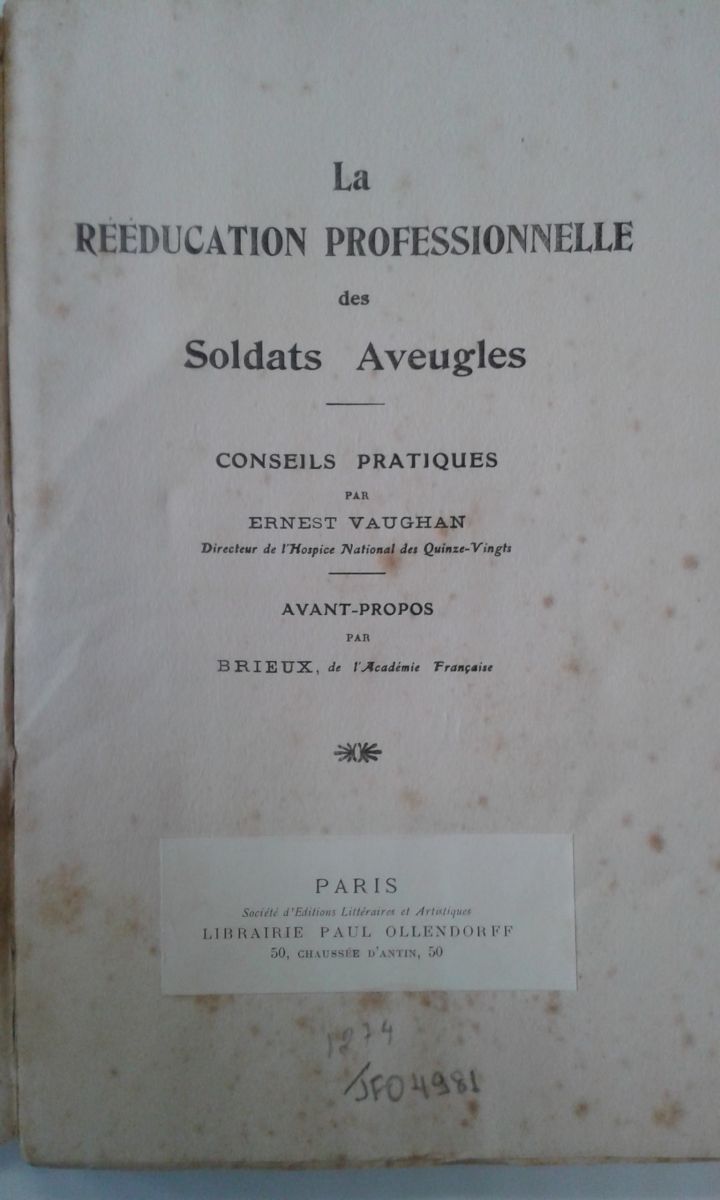 La
RÉÉDUCATION PROFESSIONNELLE
des
Soldats Aveugles
CONSEILS PRATIQUES
PAR
ERNEST VAUGHAN
Directeur de l'Hospice National des Quinze-Vingts
AVANT-PROPOS
PAR
BRIEUX, de l'Académie Française
PARIS
Société d'Editions Littéraires et Artistiques
LIBRAIRIE PAUL OLLENDORFF
50, CHAUSSÉE D'ANTIN, 50
1274
JFO4981